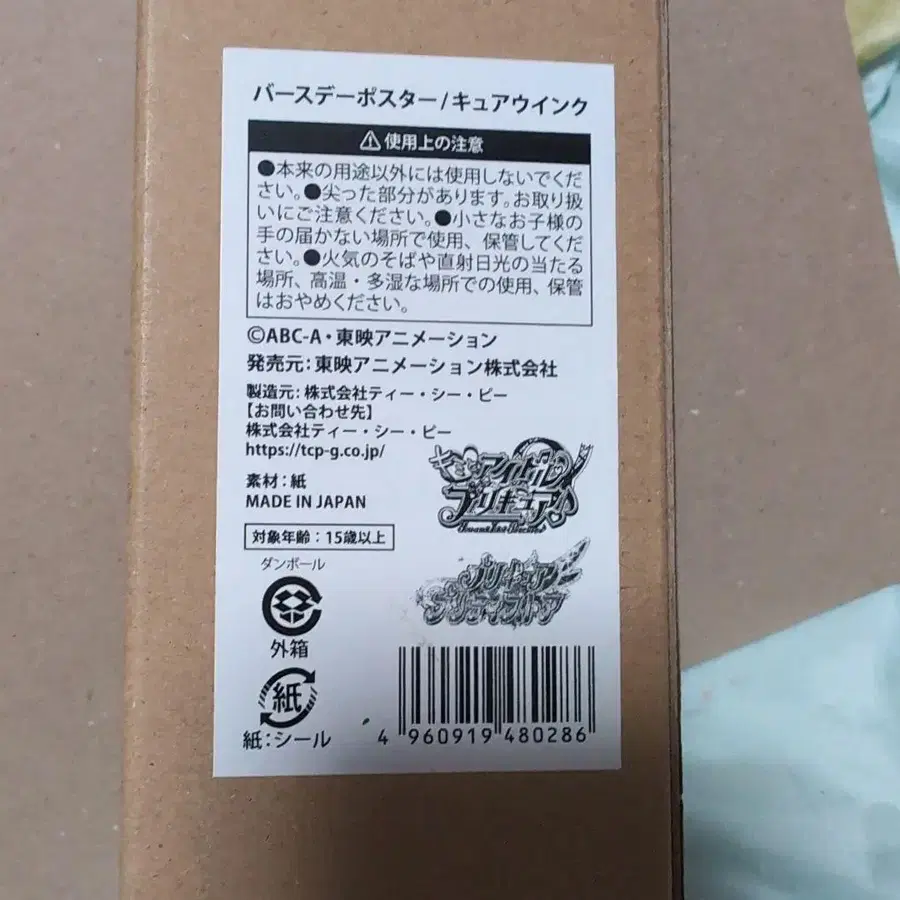 バースデーポスター/キュアウインク
⚠使用上の注意
●本来の用途以外には使用しないでくだ
さい。●尖った部分があります。お取り扱
いにご注意ください。●小さなお子様の
手の届かない場所で使用、保管してくだ
さい。●火気のそばや直射日光の当たる
場所、高温・多湿な場所での使用、保管
はおやめください。
©ABC-A・東映アニメーション
発売元:東映アニメーション株式会社
製造元:株式会社ティー・シー・ピー
【お問い合わせ先】
株式会社ティー・シー・ピー
https://tcp-g.co.jp/
素材:紙
MADE IN JAPAN
対象年齢:15歳以上
キミとアイドル
プリキュア♪
プリキュア
プリティストア
ダンボール
外箱
紙
紙:シール
4 960919 480286